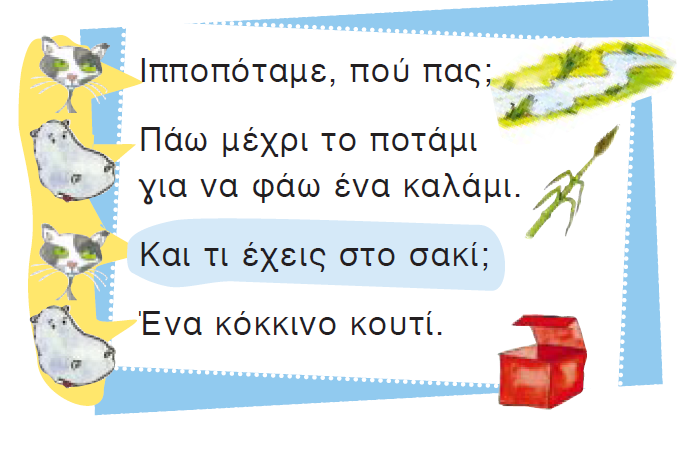 Ιπποπόταμε, πού πας;
Πάω μέχρι το ποτάμι
για να φάω ένα καλάμι.
Και τι έχεις στο σακί;
Ένα κόκκινο κουτί.